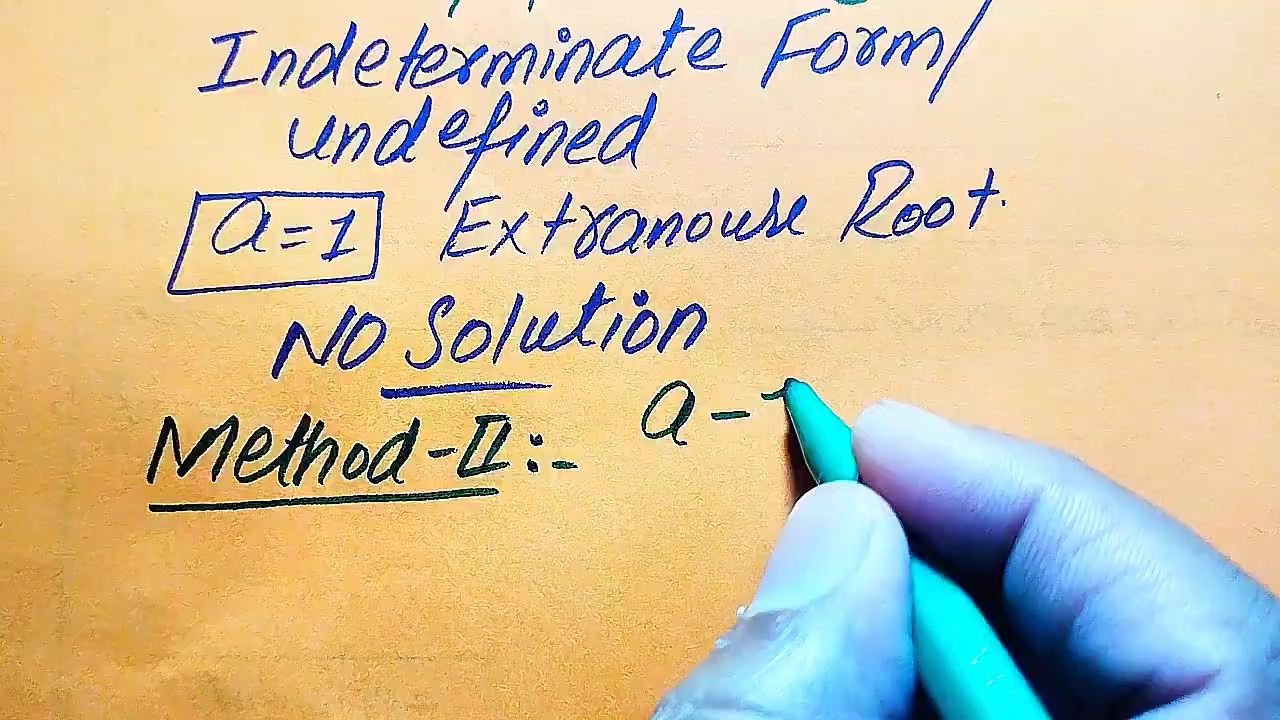 Indeterminate Form/
undefined
a=1 Extranouse Root.
NO Solution
Method-II:- a-